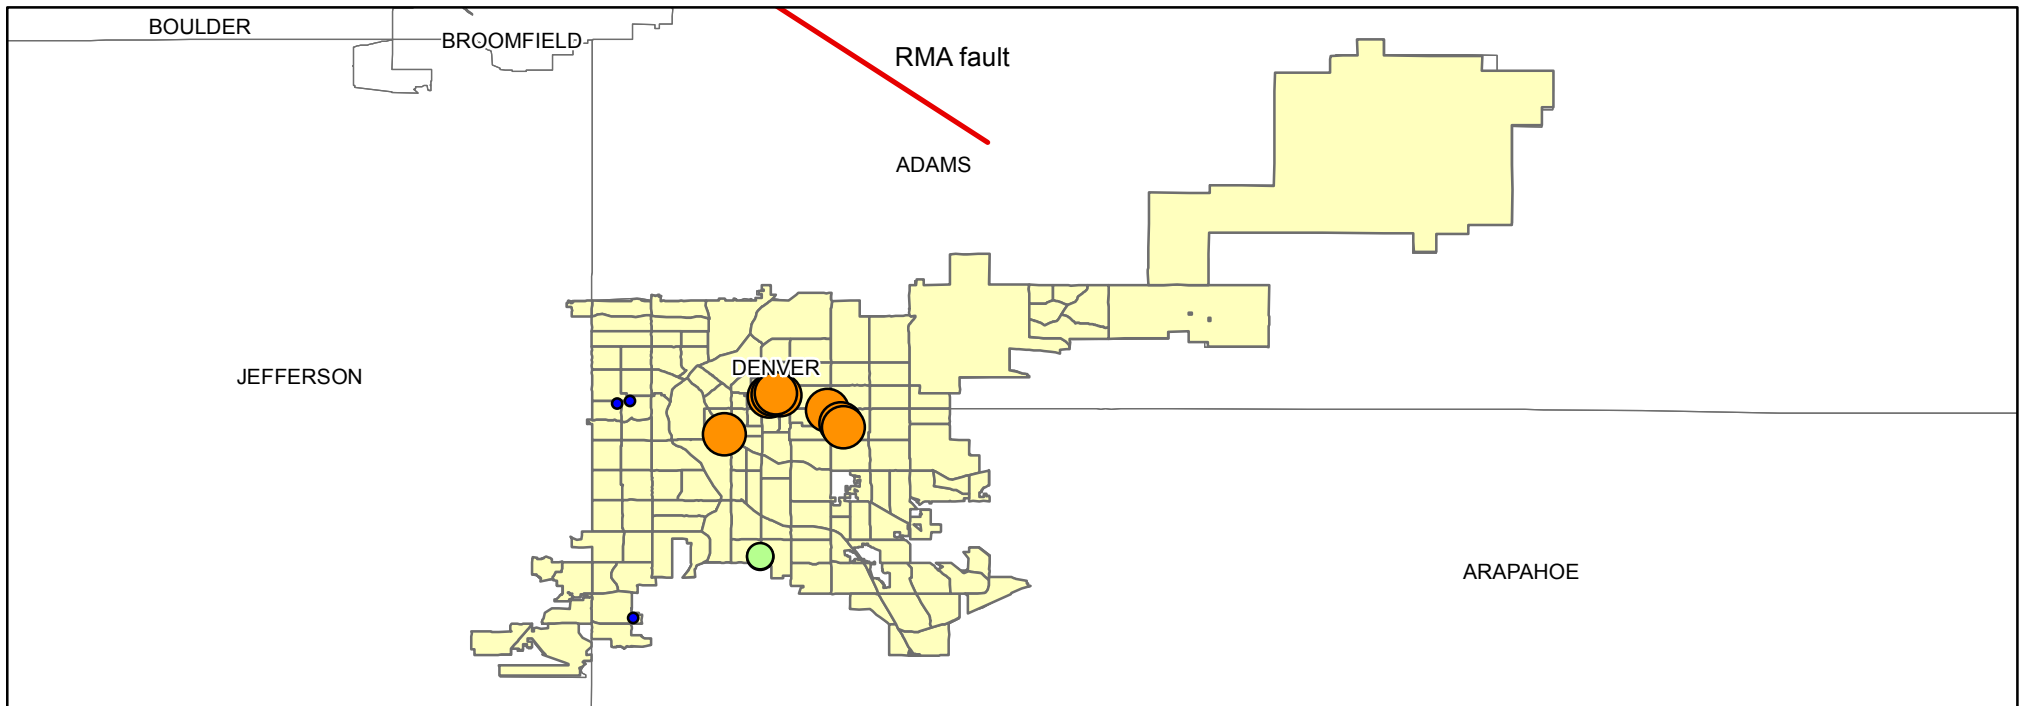 BOULDER
BROOMFIELD
RMA fault
ADAMS
DENVER
JEFFERSON
ARAPAHOE